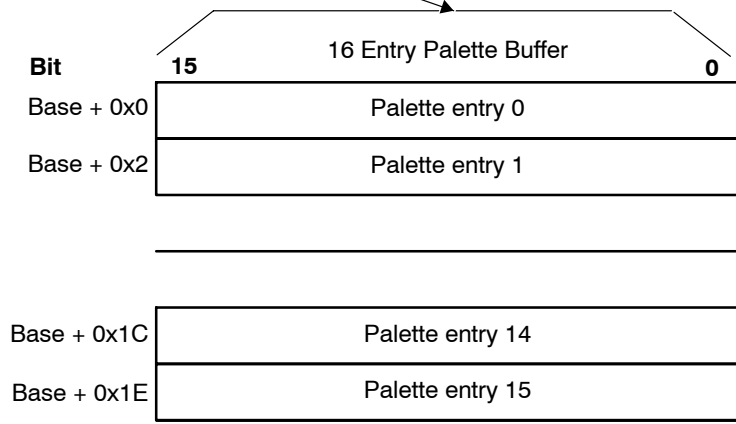 16 Entry Palette Buffer
Bit 15 0
Base + 0x0 Palette entry 0
Base + 0x2 Palette entry 1
Base + 0x1C Palette entry 14
Base + 0x1E Palette entry 15